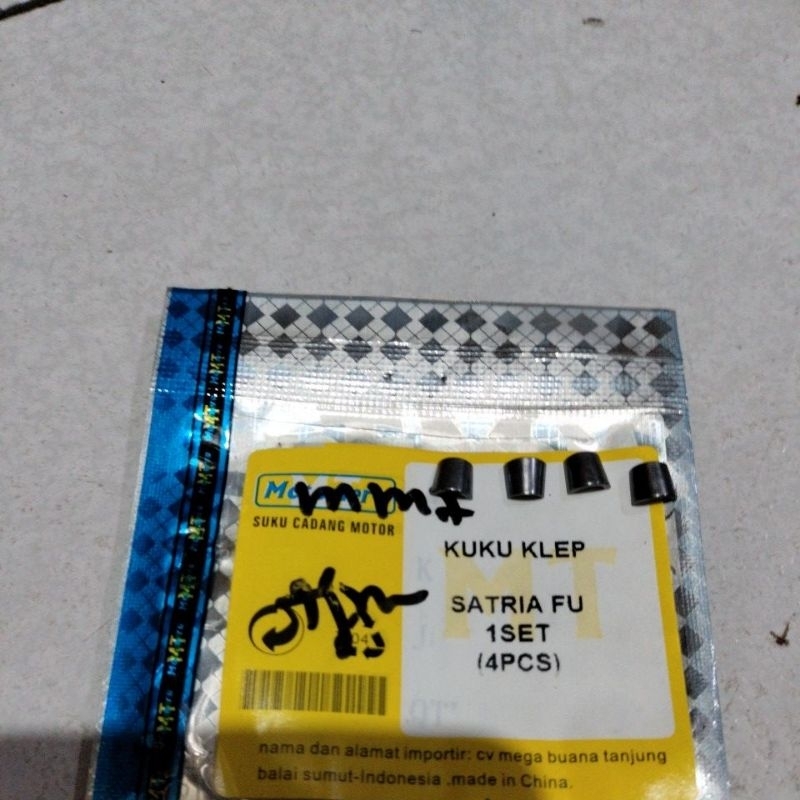 SUKU CADANG MOTOR
KUKU KLEP
SATRIA FU
1SET
(4PCS)
MT
nama dan alamat importir: cv mega buana tanjung
balai sumut-Indonesia .made in China.